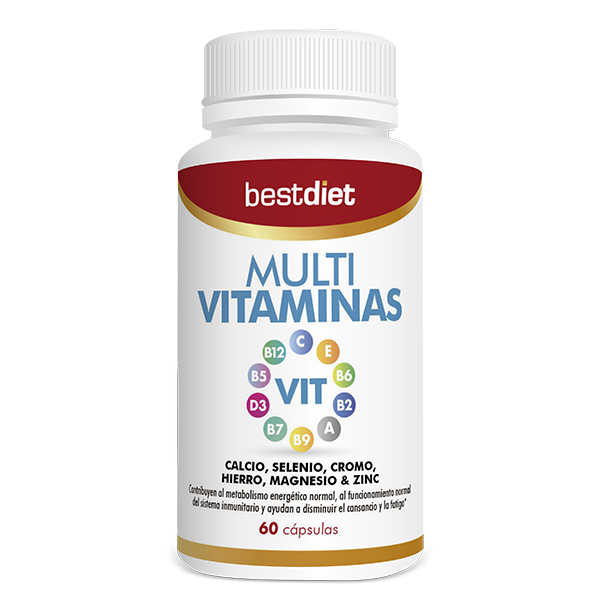 bestdiet
MULTI
VITAMINAS
C
E
B6
B2
A
B9
B7
D3
B5
B12
VIT
CALCIO, SELENIO, CROMO,
HIERRO, MAGNESIO & ZINC
Contribuyen al metabolismo energético normal, al funcionamiento normal
del sistema inmunitario y ayudan a disminuir el cansancio y la fatiga*
60 cápsulas